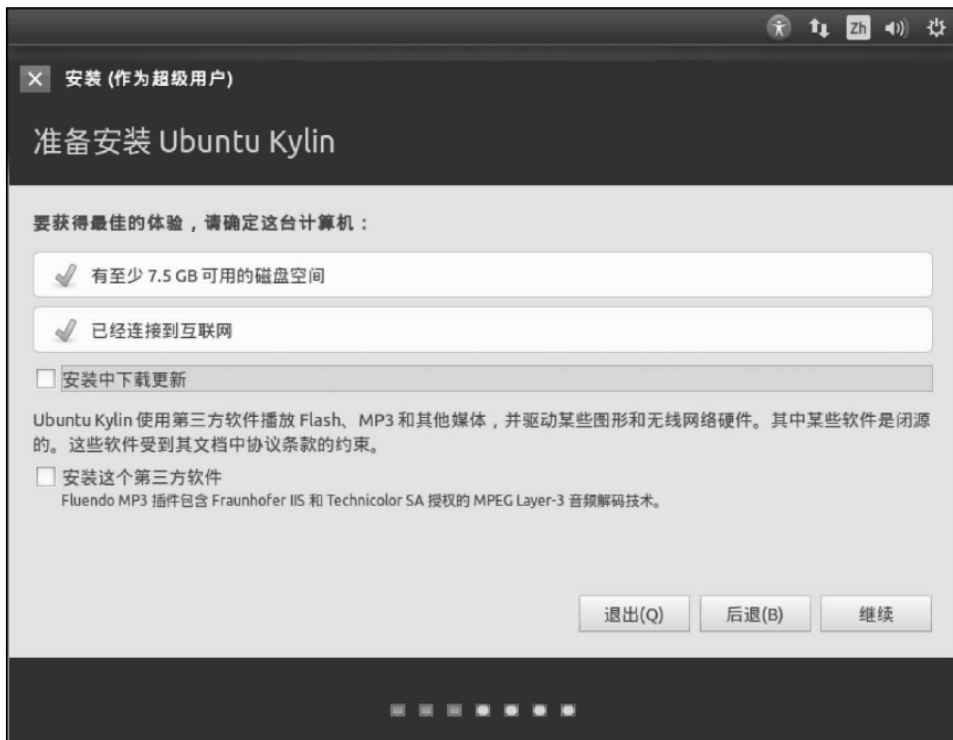 Zh
安装 (作为超级用户)
准备安装 Ubuntu Kylin
要获得最佳的体验，请确定这台计算机：
有至少 7.5 GB 可用的磁盘空间
已经连接到互联网
安装中下载更新
Ubuntu Kylin 使用第三方软件播放 Flash、MP3 和其他媒体，并驱动某些图形和无线网络硬件。其中某些软件是闭源
的。这些软件受到其文档中协议条款的约束。
安装这个第三方软件
Fluendo MP3 插件包含 Fraunhofer IIS 和 Technicolor SA 授权的 MPEG Layer-3 音频解码技术。
退出(Q) 后退(B) 继续